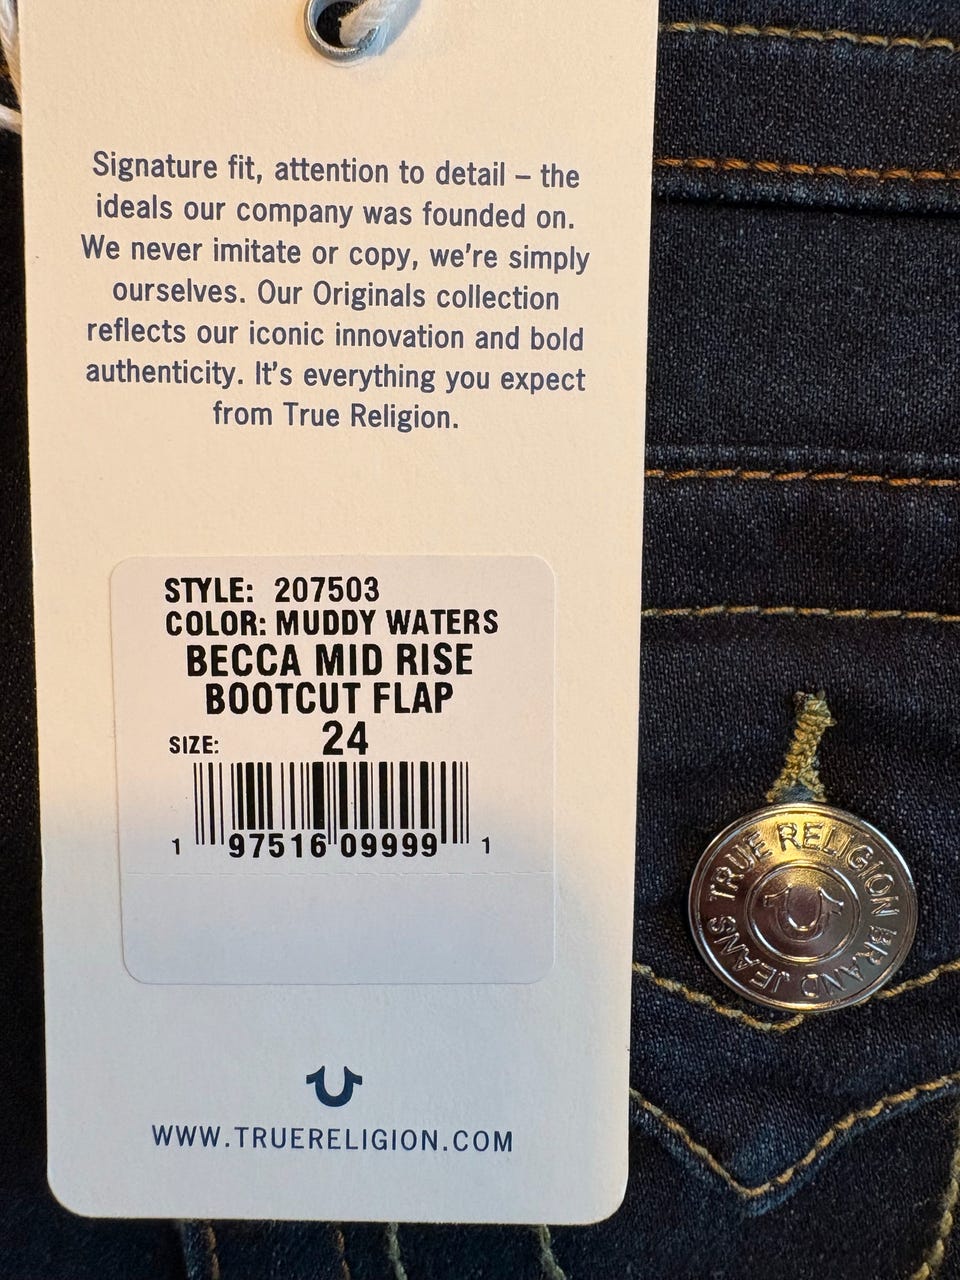 Signature fit, attention to detail – the
ideals our company was founded on.
We never imitate or copy, we're simply
ourselves. Our Originals collection
reflects our iconic innovation and bold
authenticity. It's everything you expect
from True Religion.
STYLE: 207503
COLOR: MUDDY WATERS
BECCA MID RISE
BOOTCUT FLAP
SIZE: 24
1 97516 09999 1
WWW.TRUERELIGION.COM
TRUE RELIGION BRAND JEANS